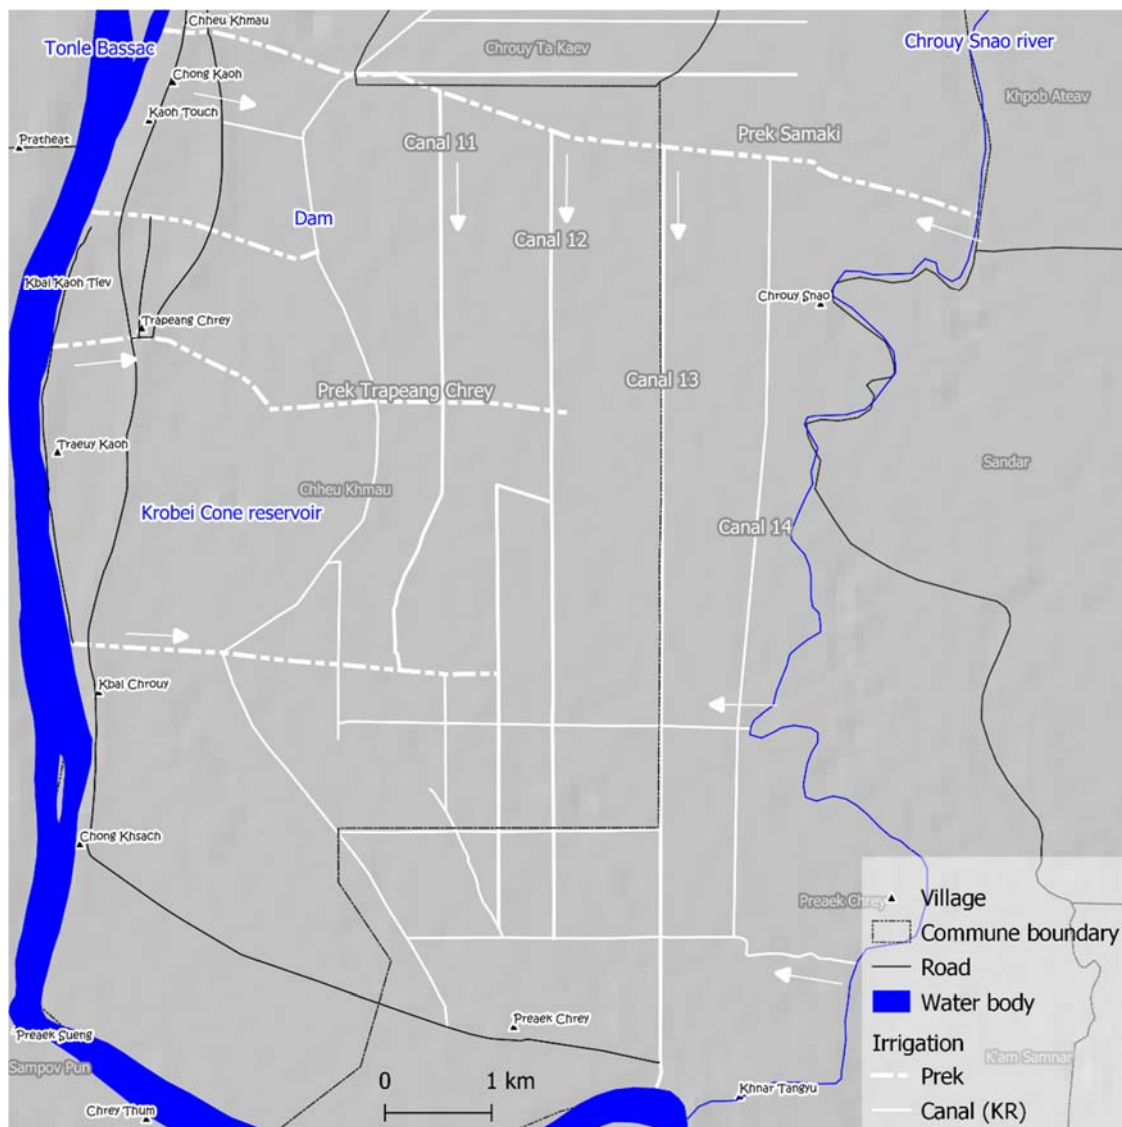 Chheu Khmau
Tonle Bassac
Chrouy Ta Kaev
Chrouy Snao river
Chong Kaoh
Khpob Ateav
Kaoh Touch
Pratheat
Canal 11
Prek Samaki
Dam
Canal 12
Kbal Kaoh Tiev
Chrouy Snao
Trapeang Chrey
Canal 13
Prek Trapeang Chrey
Traeuy Kaoh
Sandar
Chheu Khmau
Krobei Cone reservoir
Canal 14
Kbal Chrouy
Chong Khsach
Preaek Chrey
Village
Commune boundary
Road
Water body
Preaek Chrey
Preaek Sueng
Irrigation
K'am Samnar
Sampov Pun
Prek
0 1 km
Khnar Tangyu
Chrey Thum
Canal (KR)